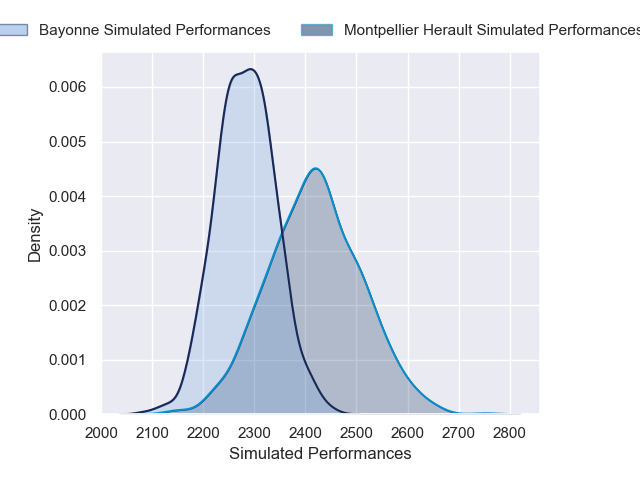 Bayonne Simulated Performances
Montpellier Herault Simulated Performances
0.006
0.005
0.004
0.003
0.002
0.001
0.000
Density
2000 2100 2200 2300 2400 2500 2600 2700 2800
Simulated Performances